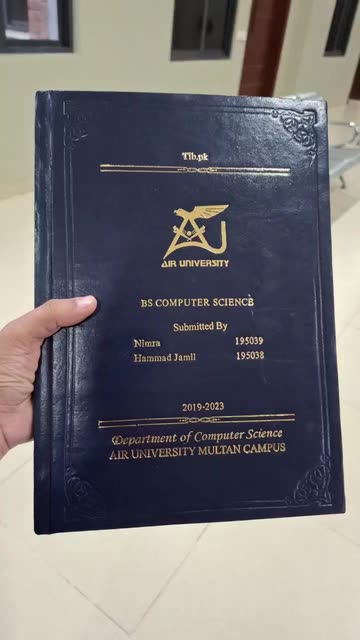 Tib.pk
AIR UNIVERSITY
BS COMPUTER SCIENCE
Submitted By
Nimra 195039
Hammad Jamil 195038
2019-2023
Department of Computer Science
AIR UNIVERSITY MULTAN CAMPUS